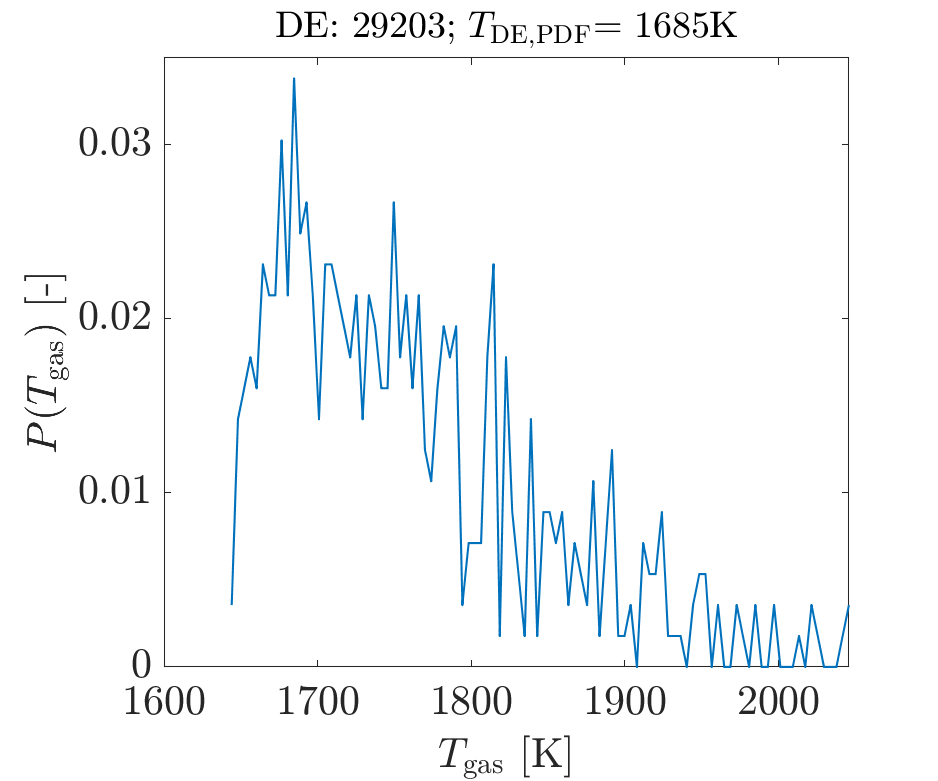 DE: 29203; T_DE,PDF= 1685K
0.03
0.02
0.01
0
P(T_gas) [-]
1600 1700 1800 1900 2000
T_gas [K]